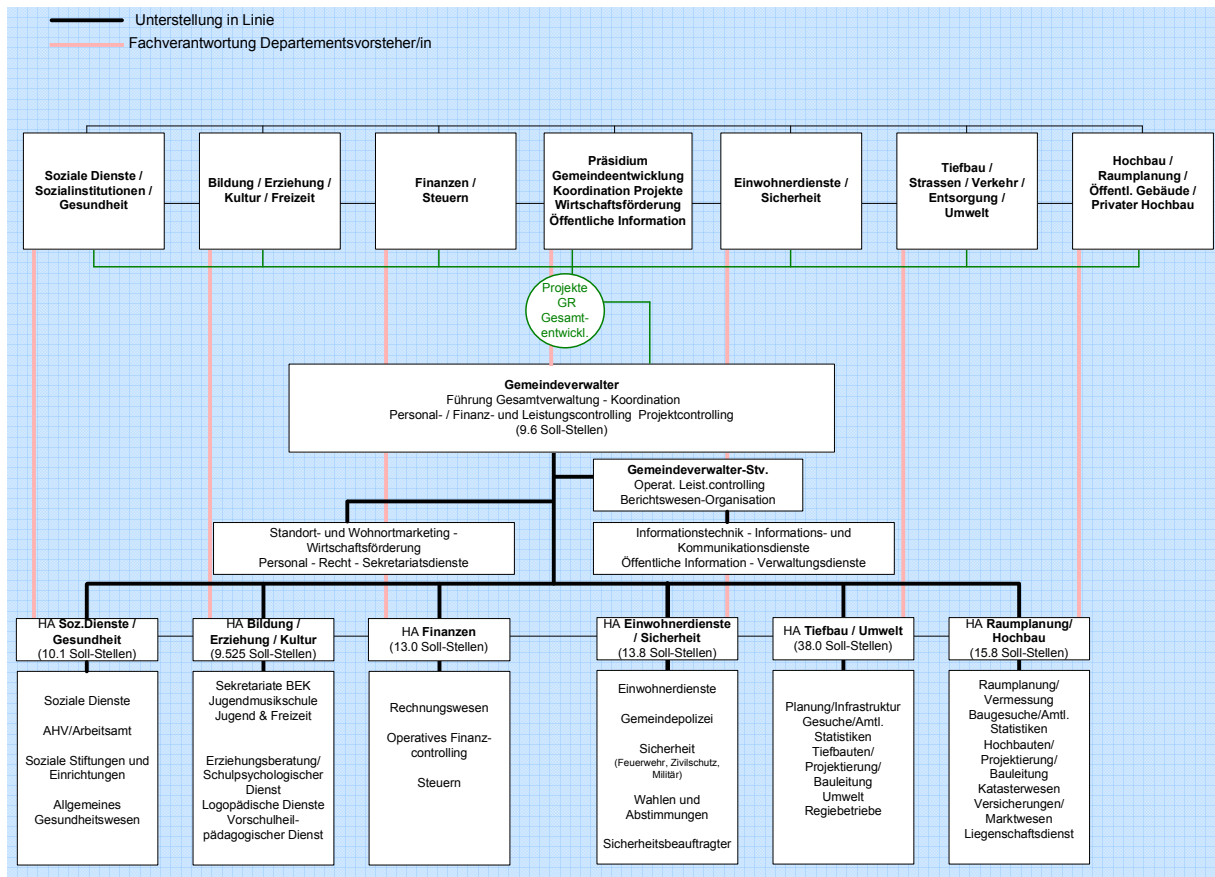 Unterstellung in Linie
Fachverantwortung Departementsvorsteher/in
Soziale Dienste /
Sozialinstitutionen /
Gesundheit
Bildung / Erziehung /
Kultur / Freizeit
Finanzen /
Steuern
Präsidium
Gemeindeentwicklung
Koordination Projekte
Wirtschaftsförderung
Öffentliche Information
Einwohnerdienste /
Sicherheit
Tiefbau /
Strassen / Verkehr /
Entsorgung /
Umwelt
Hochbau /
Raumplanung /
Öffentl. Gebäude /
Privater Hochbau
Projekte
GR
Gesamt-
entwickl.
Gemeindeverwalter
Führung Gesamtverwaltung - Koordination
Personal- / Finanz- und Leistungscontrolling Projektcontrolling
(9.6 Soll-Stellen)
Gemeindeverwalter-Stv.
Operat. Leist.controlling
Berichtswesen-Organisation
Standort- und Wohnortmarketing -
Wirtschaftsförderung
Personal - Recht - Sekretariatsdienste
Informationstechnik - Informations- und
Kommunikationsdienste
Öffentliche Information - Verwaltungsdienste
HA Soz.Dienste /
Gesundheit
(10.1 Soll-Stellen)
HA Bildung /
Erziehung / Kultur
(9.525 Soll-Stellen)
HA Finanzen
(13.0 Soll-Stellen)
HA Einwohnerdienste
/ Sicherheit
(13.8 Soll-Stellen)
HA Tiefbau / Umwelt
(38.0 Soll-Stellen)
HA Raumplanung/
Hochbau
(15.8 Soll-Stellen)
Soziale Dienste
AHV/Arbeitsamt
Soziale Stiftungen und
Einrichtungen
Allgemeines
Gesundheitswesen
Sekretariate BEK
Jugendmusikschule
Jugend & Freizeit
Erziehungsberatung/
Schulpsychologischer
Dienst
Logopädische Dienste
Vorschulheil-
pädagogischer Dienst
Rechnungswesen
Operatives Finanz-
controlling
Steuern
Einwohnerdienste
Gemeindepolizei
Sicherheit
(Feuerwehr, Zivilschutz,
Militär)
Wahlen und
Abstimmungen
Sicherheitsbeauftragter
Planung/Infrastruktur
Gesuche/Amtl.
Statistiken
Tiefbauten/
Projektierung/
Bauleitung
Umwelt
Regiebetriebe
Raumplanung/
Vermessung
Baugesuche/Amtl.
Statistiken
Hochbauten/
Projektierung/
Bauleitung
Katasterwesen
Versicherungen/
Marktwesen
Liegenschaftsdienst